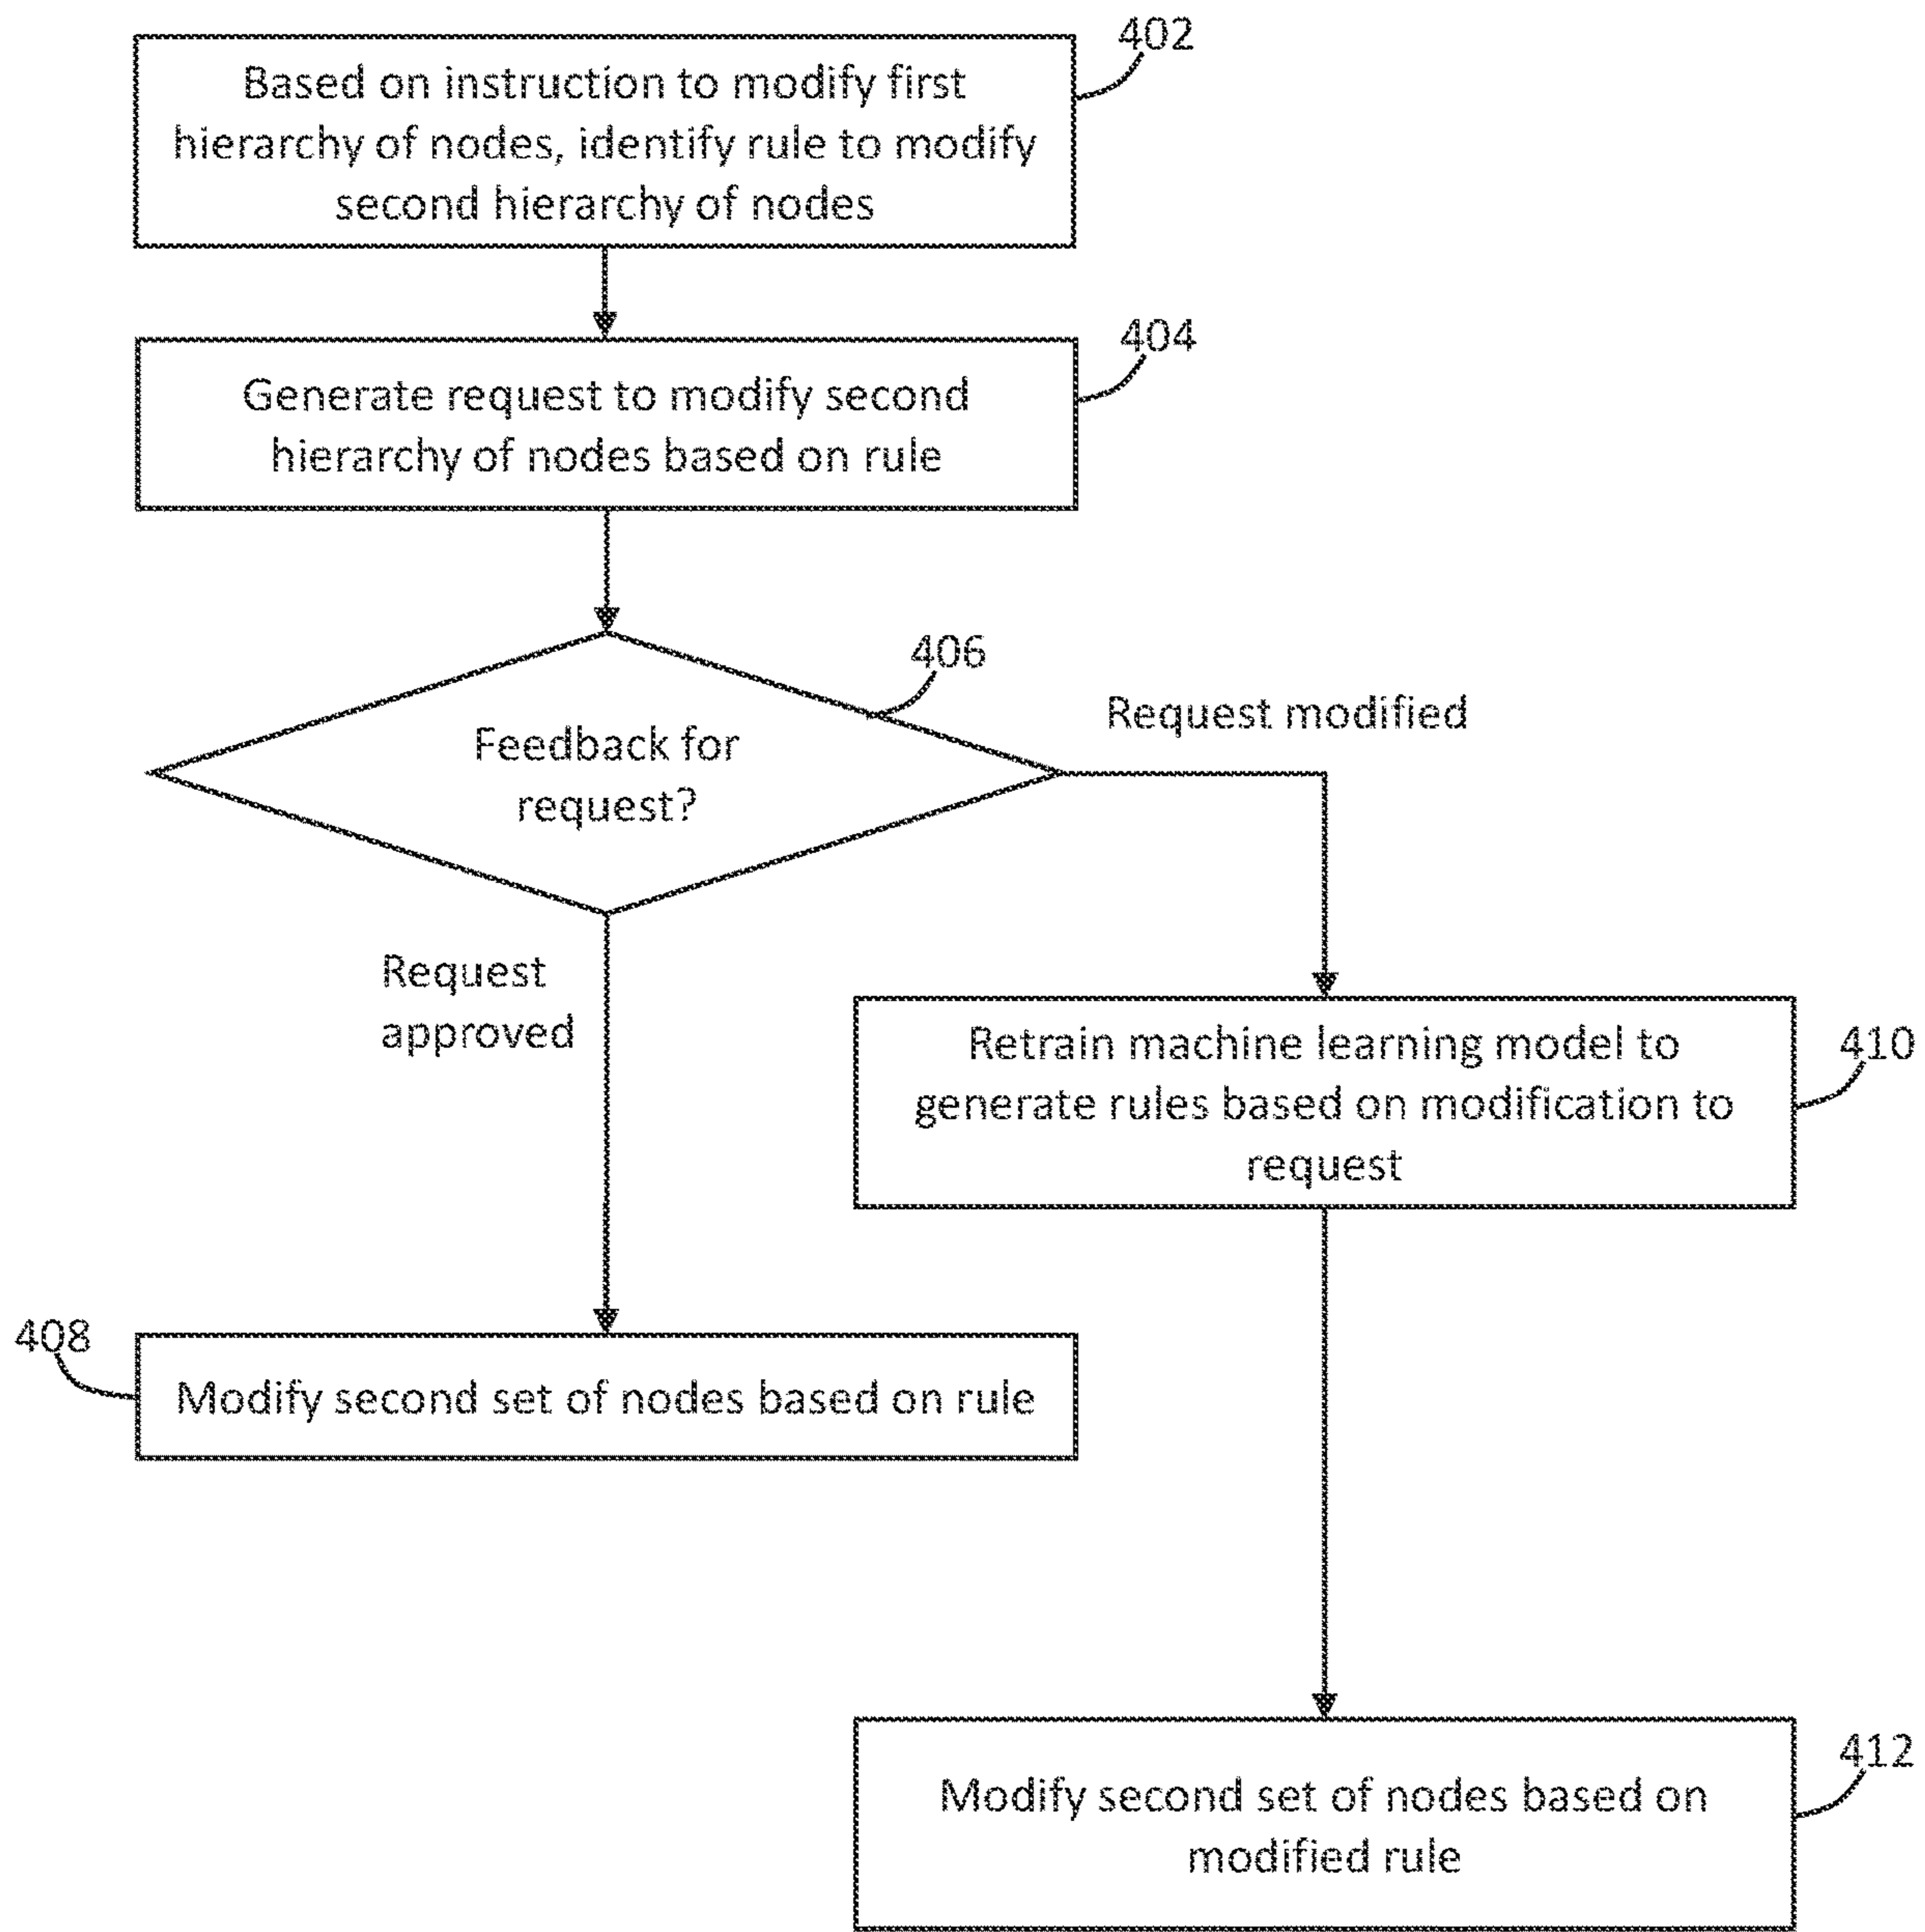 402
Based on instruction to modify first
hierarchy of nodes, identify rule to modify
second hierarchy of nodes
404
Generate request to modify second
hierarchy of nodes based on rule
406
Feedback for
request?
Request modified
Request
approved
410
Retrain machine learning model to
generate rules based on modification to
request
408
Modify second set of nodes based on rule
412
Modify second set of nodes based on
modified rule